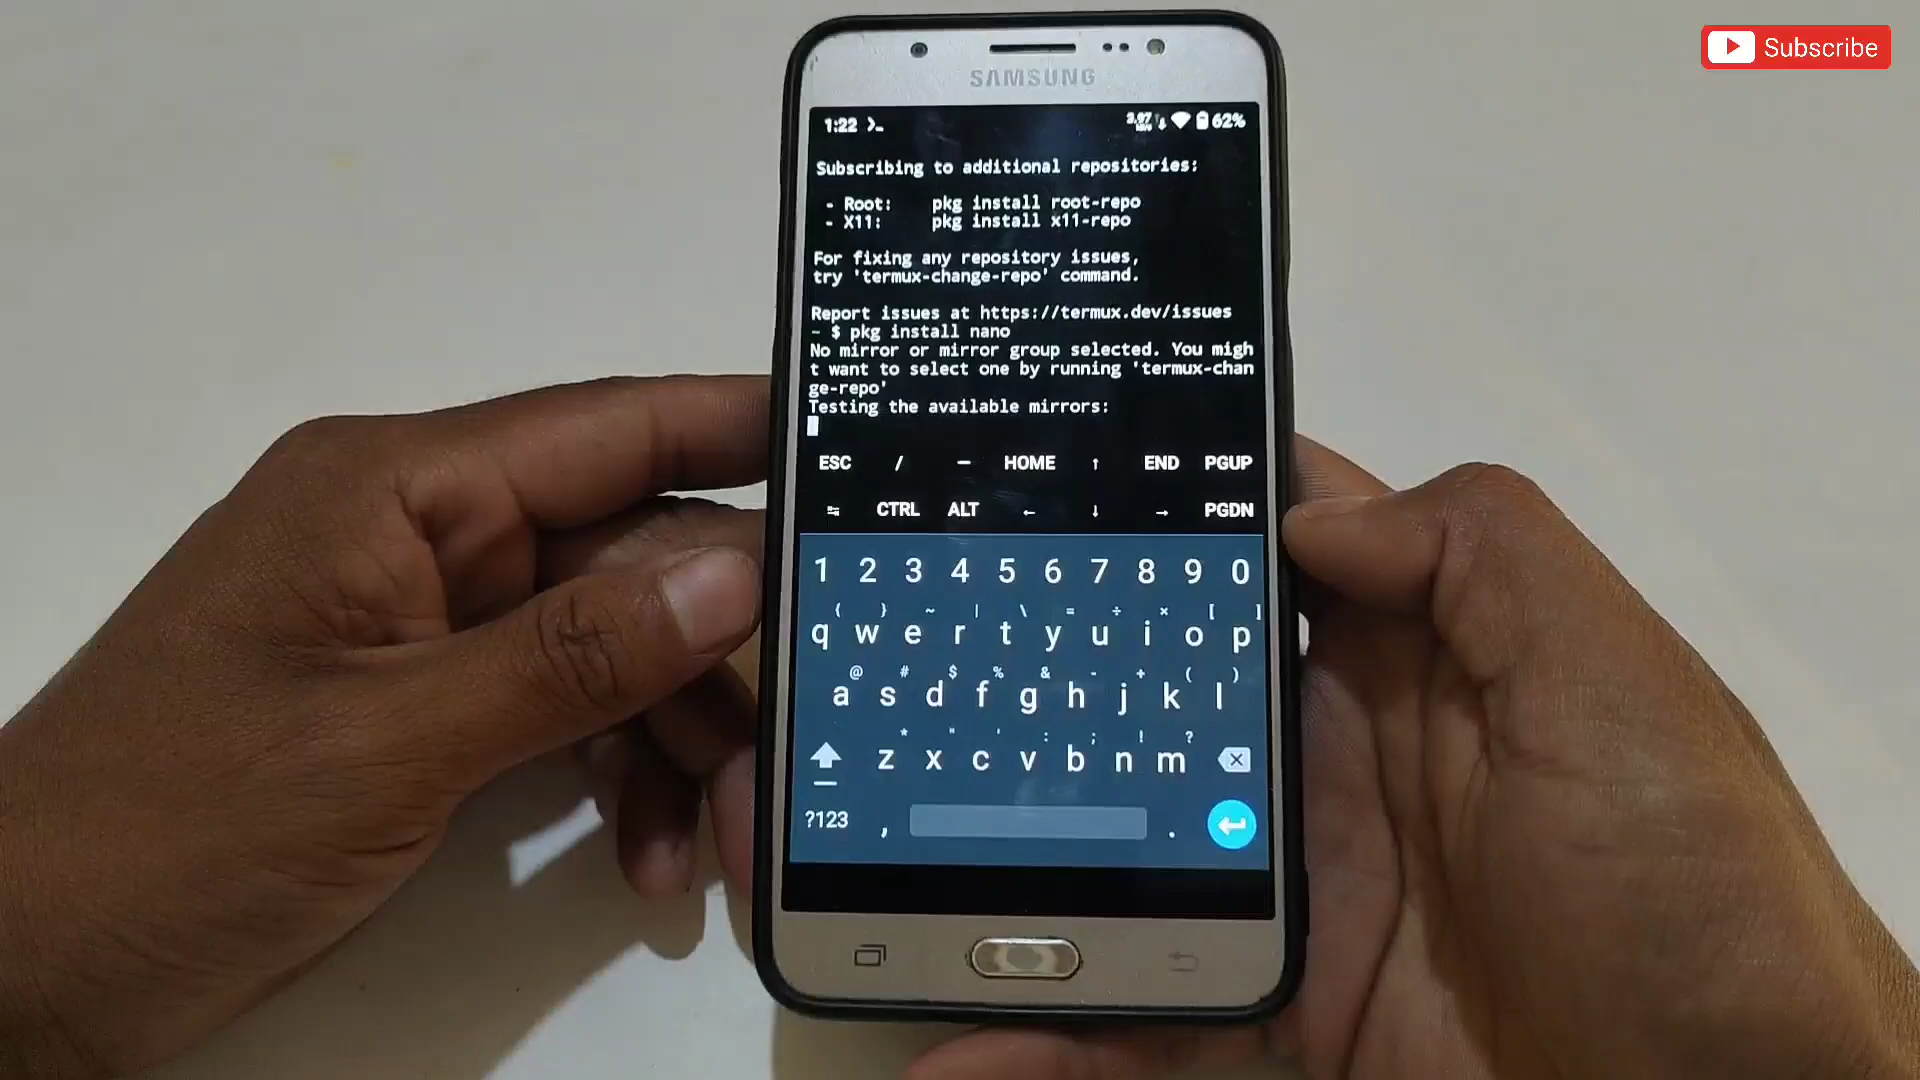 Subscribe
SAMSUNG
1:22
3.97
62%
Subscribing to additional repositories:
- Root: pkg install root-repo
- X11: pkg install x11-repo
For fixing any repository issues,
try 'termux-change-repo' command.
Report issues at https://termux.dev/issues
~ $ pkg install nano
No mirror or mirror group selected. You migh
t want to select one by running 'termux-chan
ge-repo'
Testing the available mirrors:
ESC / — HOME ↑ END PGUP
⇆ CTRL ALT ← ↓ → PGDN
1 2 3 4 5 6 7 8 9 0
{ } ~ | \ = ÷ × [ ]
q w e r t y u i o p
@ # $ % & - + ( )
a s d f g h j k l
* " ' : ; ! ?
z x c v b n m
?123 , .